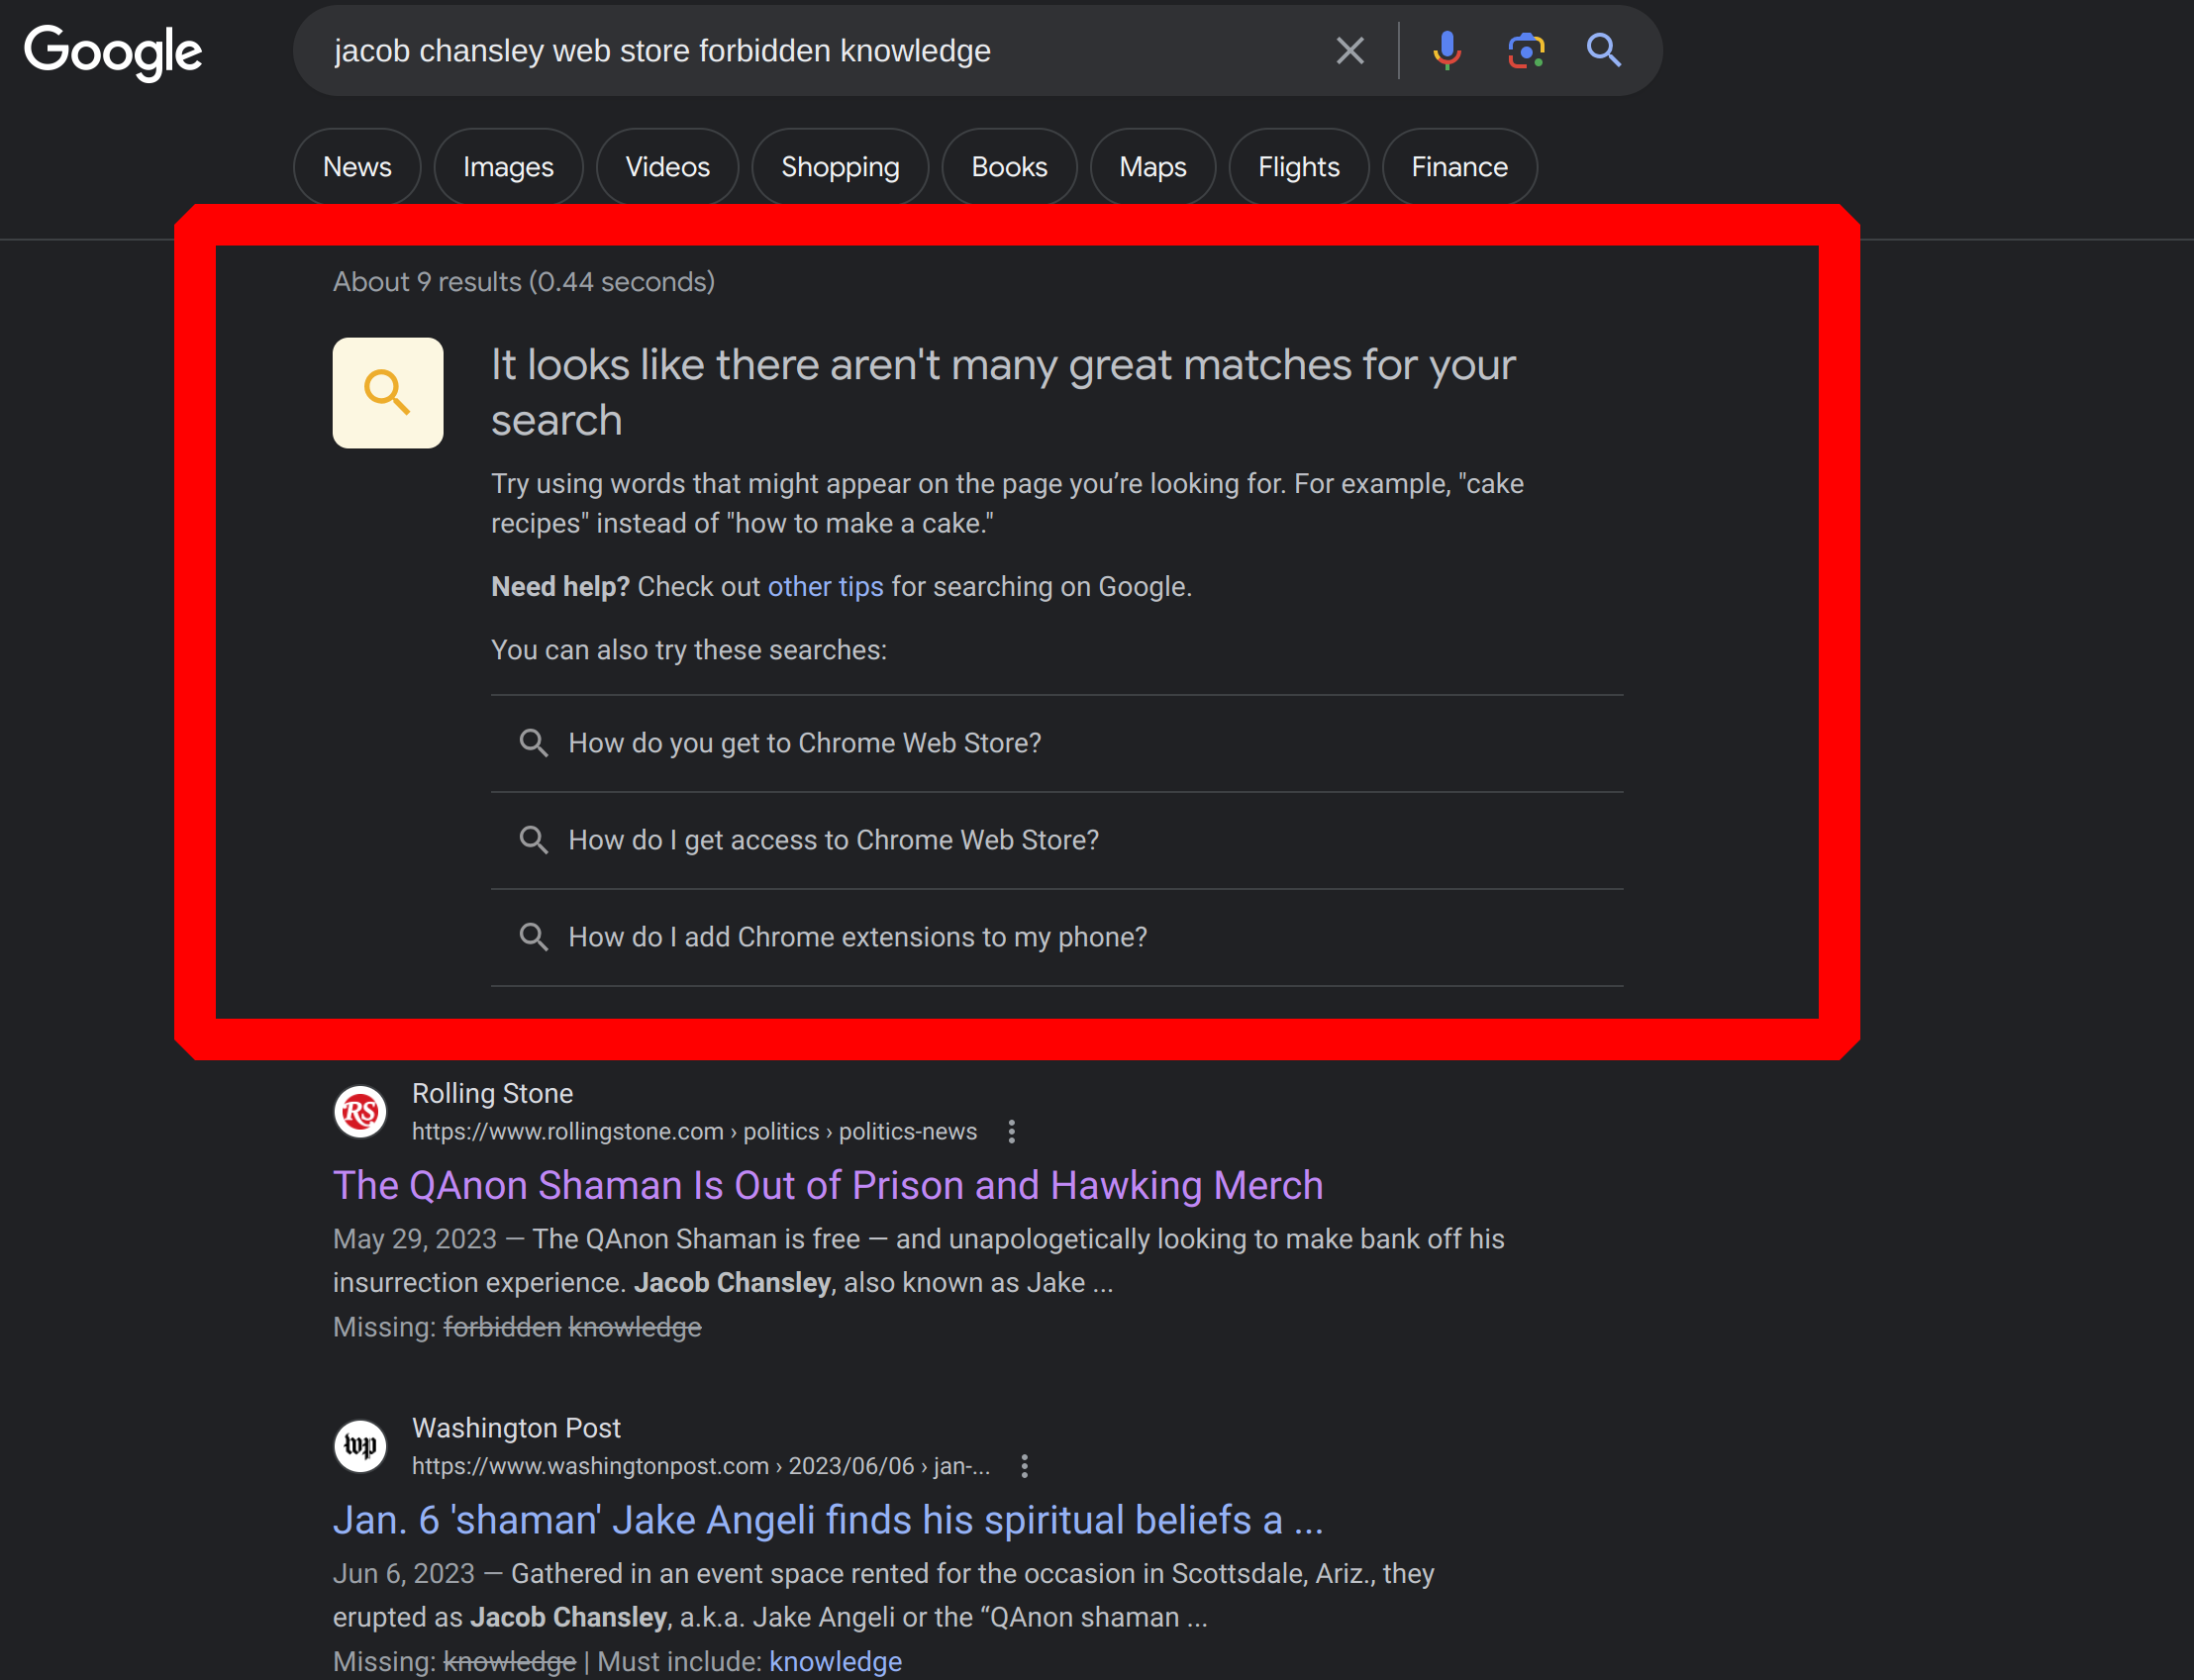 Google
jacob chansley web store forbidden knowledge
News Images Videos Shopping Books Maps Flights Finance
About 9 results (0.44 seconds)
It looks like there aren't many great matches for your
search
Try using words that might appear on the page you’re looking for. For example, "cake
recipes" instead of "how to make a cake."
Need help? Check out other tips for searching on Google.
You can also try these searches:
How do you get to Chrome Web Store?
How do I get access to Chrome Web Store?
How do I add Chrome extensions to my phone?
RS
Rolling Stone
https://www.rollingstone.com › politics › politics-news
The QAnon Shaman Is Out of Prison and Hawking Merch
May 29, 2023 — The QAnon Shaman is free — and unapologetically looking to make bank off his
insurrection experience. Jacob Chansley, also known as Jake ...
Missing: forbidden knowledge
wp
Washington Post
https://www.washingtonpost.com › 2023/06/06 › jan-...
Jan. 6 'shaman' Jake Angeli finds his spiritual beliefs a ...
Jun 6, 2023 — Gathered in an event space rented for the occasion in Scottsdale, Ariz., they
erupted as Jacob Chansley, a.k.a. Jake Angeli or the “QAnon shaman ...
Missing: knowledge | Must include: knowledge